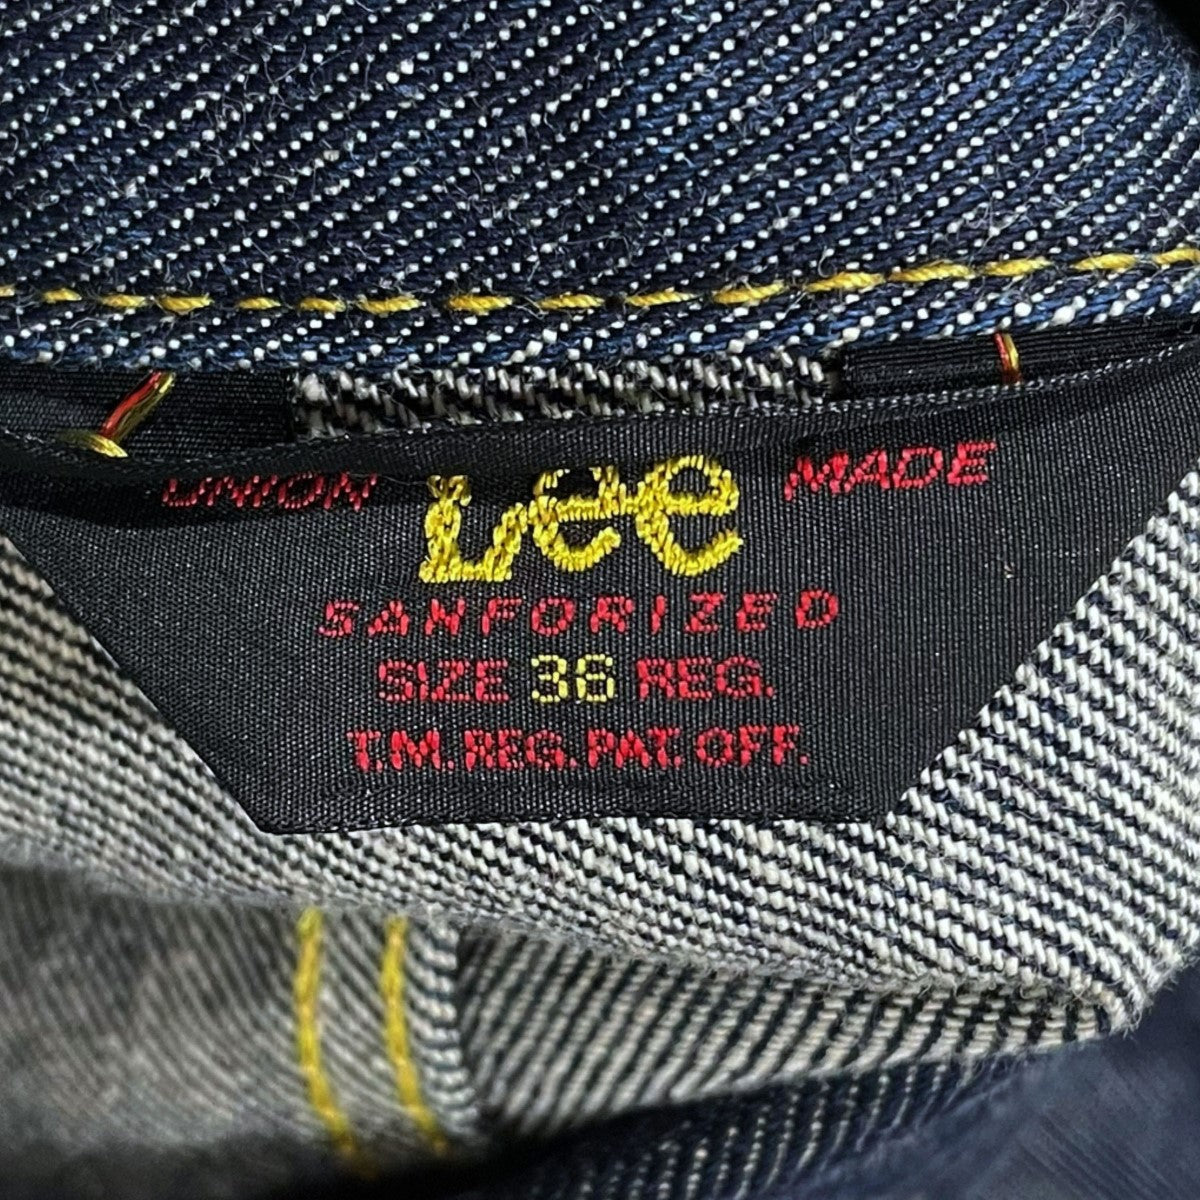 UNION Lee MADE
SANFORIZED
SIZE 36 REG.
T.M. REG. PAT. OFF.